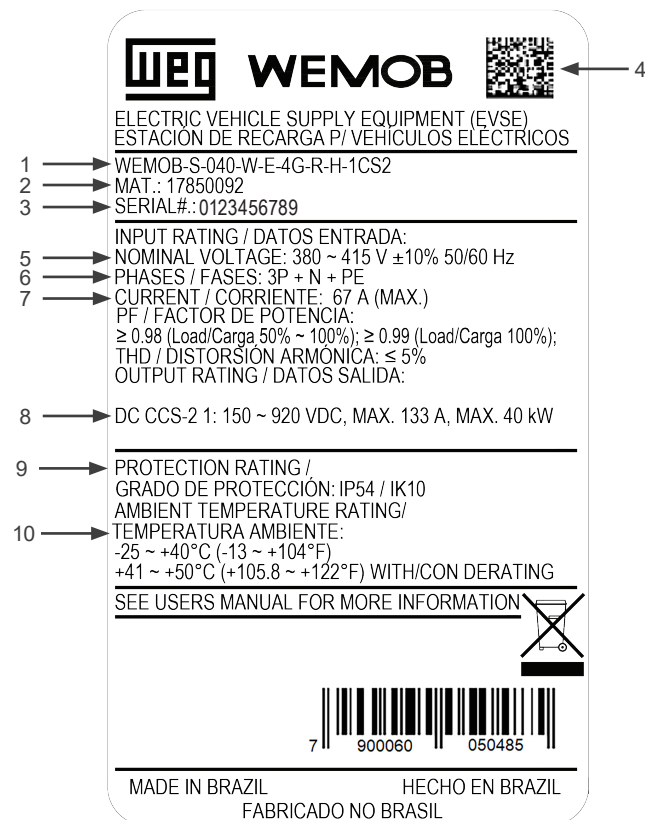 WEG WEMOB
4
ELECTRIC VEHICLE SUPPLY EQUIPMENT (EVSE)
ESTACIÓN DE RECARGA P/ VEHÍCULOS ELÉCTRICOS
1 WEMOB-S-040-W-E-4G-R-H-1CS2
2 MAT.: 17850092
3 SERIAL#.: 0123456789
INPUT RATING / DATOS ENTRADA:
5 NOMINAL VOLTAGE: 380 ~ 415 V ±10% 50/60 Hz
6 PHASES / FASES: 3P + N + PE
7 CURRENT / CORRIENTE: 67 A (MAX.)
PF / FACTOR DE POTENCIA:
≥ 0.98 (Load/Carga 50% ~ 100%); ≥ 0.99 (Load/Carga 100%);
THD / DISTORSIÓN ARMÓNICA: ≤ 5%
OUTPUT RATING / DATOS SALIDA:
8 DC CCS-2 1: 150 ~ 920 VDC, MAX. 133 A, MAX. 40 kW
9 PROTECTION RATING /
GRADO DE PROTECCIÓN: IP54 / IK10
AMBIENT TEMPERATURE RATING/
10 TEMPERATURA AMBIENTE:
-25 ~ +40°C (-13 ~ +104°F)
+41 ~ +50°C (+105.8 ~ +122°F) WITH/CON DERATING
SEE USERS MANUAL FOR MORE INFORMATION
7 900060 050485
MADE IN BRAZIL HECHO EN BRAZIL
FABRICADO NO BRASIL